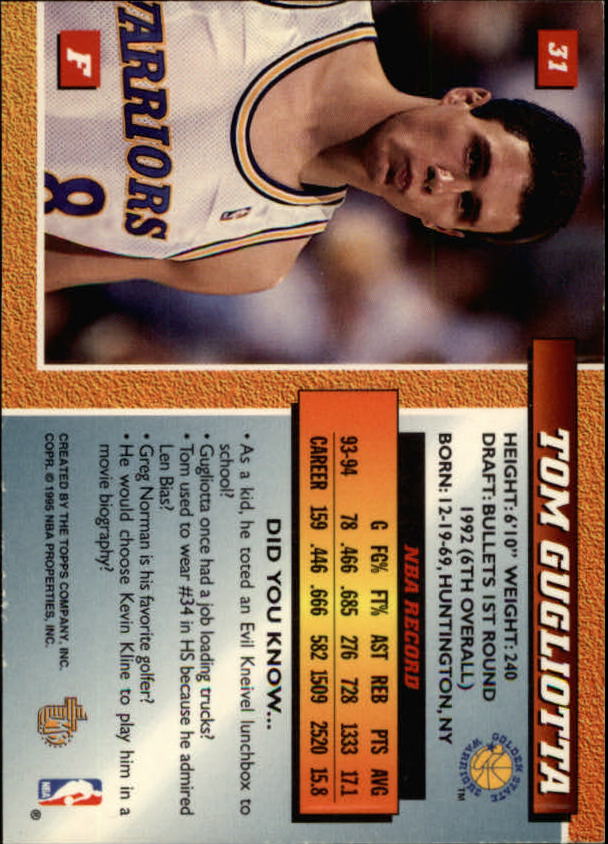 31
F
WARRIORS
8
TOM GUGLIOTTA
HEIGHT: 6'10" WEIGHT: 240
DRAFT: BULLETS 1ST ROUND
1992 (6TH OVERALL)
BORN: 12-19-69, HUNTINGTON, NY
GOLDEN STATE
WARRIORS
TM
NBA RECORD
G FG% FT% AST REB PTS AVG
93-94 78 .466 .685 276 728 1333 17.1
CAREER 159 .446 .666 582 1509 2520 15.8
DID YOU KNOW...
• As a kid, he toted an Evil Kneivel lunchbox to
school?
• Gugliotta once had a job loading trucks?
• Tom used to wear #34 in HS because he admired
Len Bias?
• Greg Norman is his favorite golfer?
• He would choose Kevin Kline to play him in a
movie biography?
CREATED BY THE TOPPS COMPANY, INC.
COPR. © 1995 NBA PROPERTIES, INC.
NBA
®